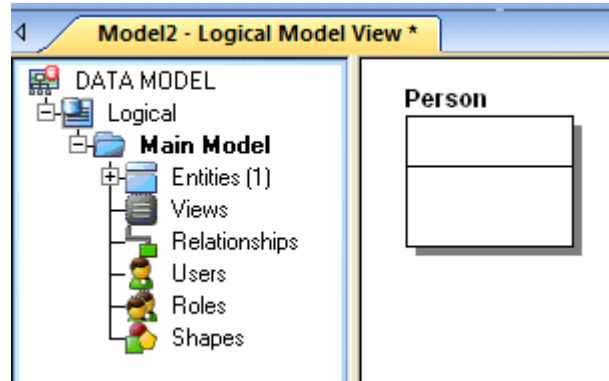 Model2 - Logical Model View *
DATA MODEL
Logical
Main Model
Entities (1)
Views
Relationships
Users
Roles
Shapes
Person